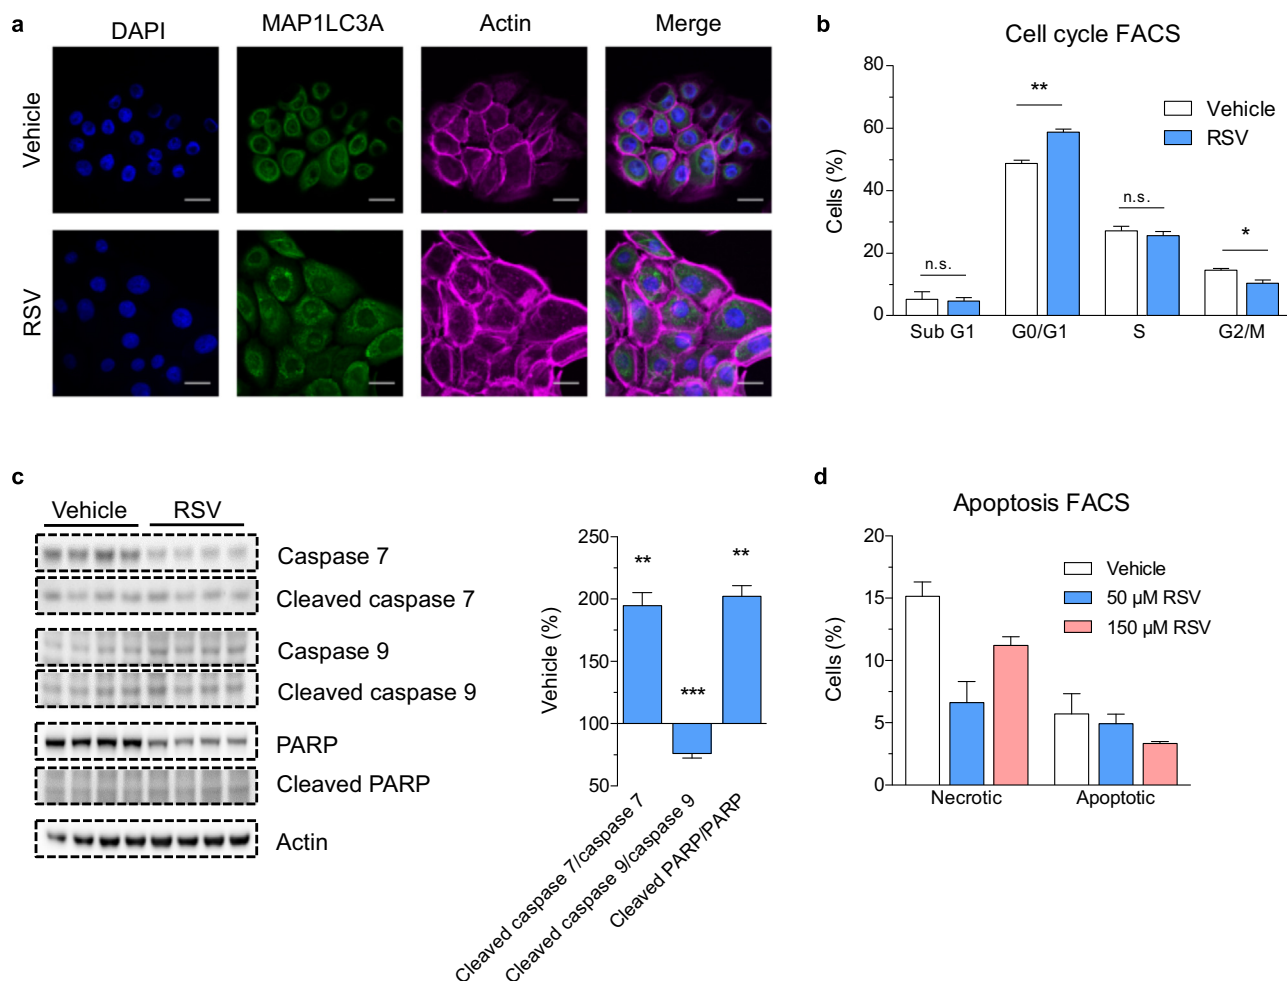 a
DAPI
MAP1LC3A
Actin
Merge
Vehicle
RSV
b
Cell cycle FACS
80
60
40
20
0
Cells (%)
**
n.s.
n.s.
*
Vehicle
RSV
Sub G1
G0/G1
S
G2/M
c
Vehicle
RSV
Caspase 7
Cleaved caspase 7
Caspase 9
Cleaved caspase 9
PARP
Cleaved PARP
Actin
250
200
150
100
50
Vehicle (%)
**
***
**
Cleaved caspase 7/caspase 7
Cleaved caspase 9/caspase 9
Cleaved PARP/PARP
d
Apoptosis FACS
20
15
10
5
0
Cells (%)
Vehicle
50 µM RSV
150 µM RSV
Necrotic
Apoptotic